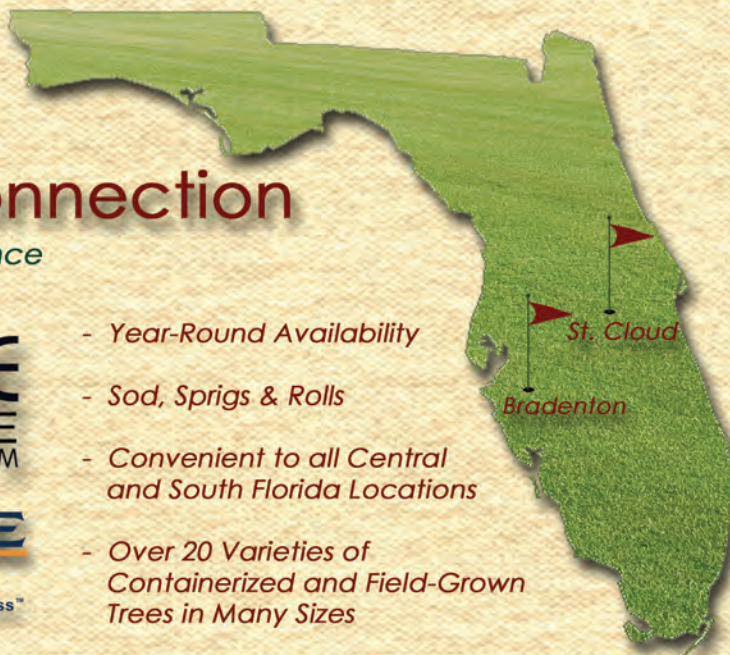 onnection
nce
- Year-Round Availability
- Sod, Sprigs & Rolls
- Convenient to all Central
and South Florida Locations
- Over 20 Varieties of
Containerized and Field-Grown
Trees in Many Sizes
St. Cloud
Bradenton
M
E
ss™